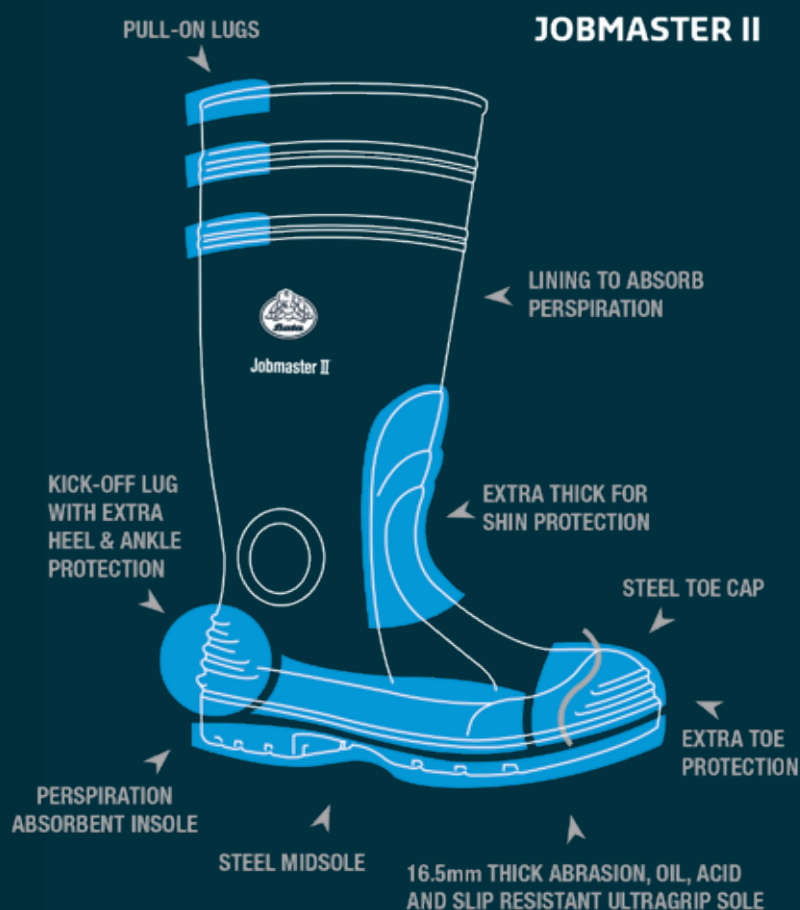 PULL-ON LUGS
JOBMASTER II
LINING TO ABSORB
PERSPIRATION
Bata
Jobmaster II
KICK-OFF LUG
WITH EXTRA
HEEL & ANKLE
PROTECTION
EXTRA THICK FOR
SHIN PROTECTION
STEEL TOE CAP
EXTRA TOE
PROTECTION
PERSPIRATION
ABSORBENT INSOLE
STEEL MIDSOLE
16.5mm THICK ABRASION, OIL, ACID
AND SLIP RESISTANT ULTRAGRIP SOLE